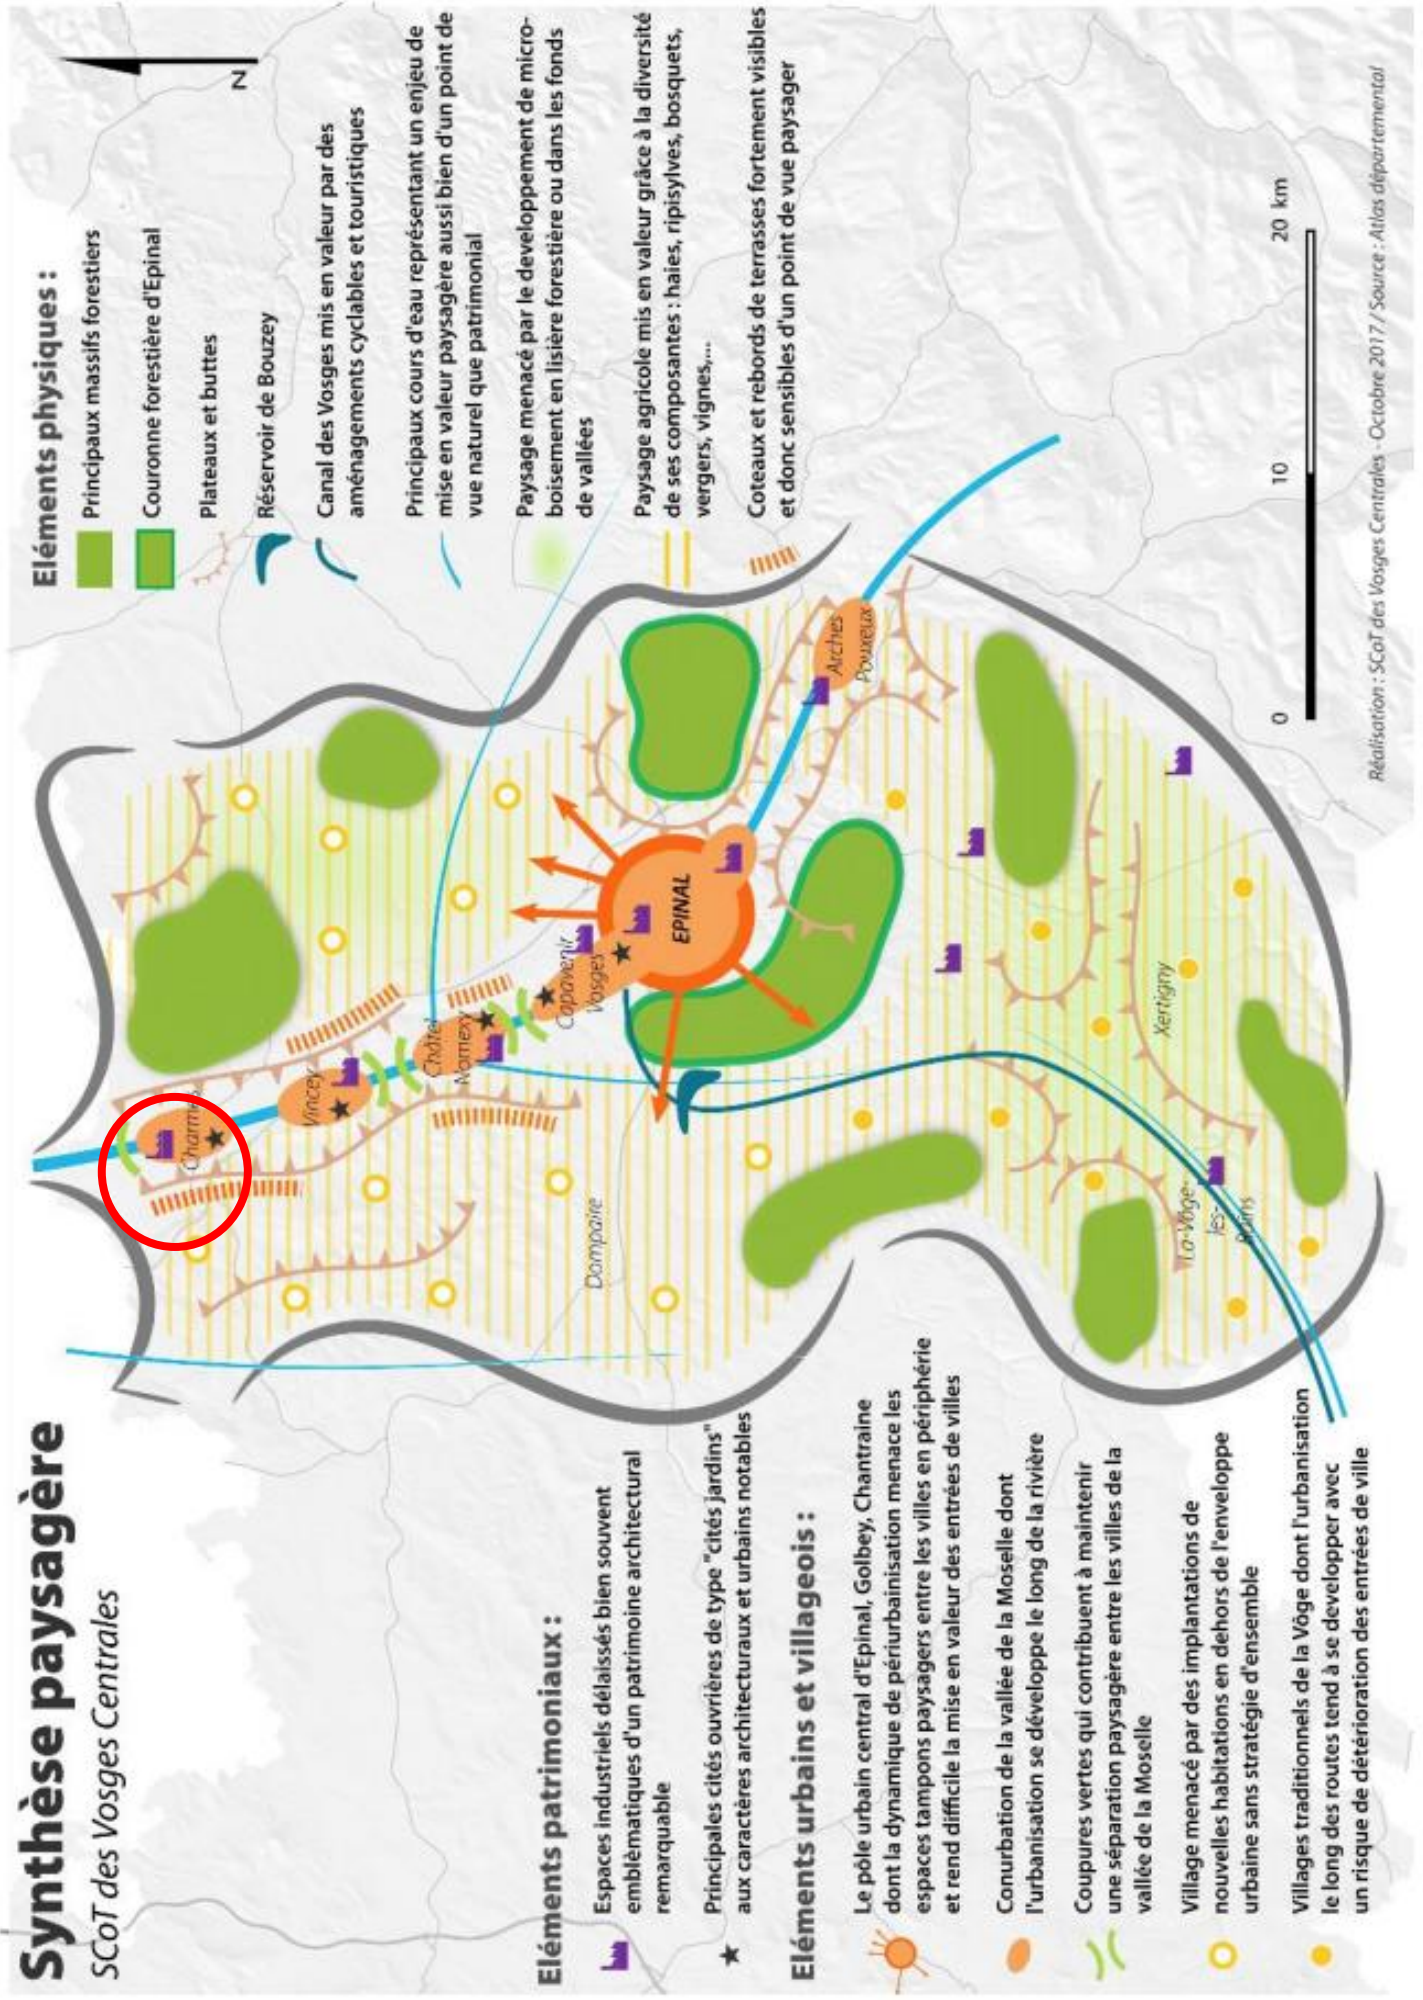 Synthèse paysagère
SCoT des Vosges Centrales
Eléments patrimoniaux :
Espaces industriels délaissés bien souvent
emblématiques d'un patrimoine architectural
remarquable
Principales cités ouvrières de type "cités jardins"
aux caractères architecturaux et urbains notables
Eléments urbains et villageois :
Le pôle urbain central d'Epinal, Golbey, Chantraine
dont la dynamique de périurbainisation menace les
espaces tampons paysagers entre les villes en périphérie
et rend difficile la mise en valeur des entrées de villes
Conurbation de la vallée de la Moselle dont
l'urbanisation se développe le long de la rivière
Coupures vertes qui contribuent à maintenir
une séparation paysagère entre les villes de la
vallée de la Moselle
Village menacé par des implantations de
nouvelles habitations en dehors de l'enveloppe
urbaine sans stratégie d'ensemble
Villages traditionnels de la Vôge dont l'urbanisation
le long des routes tend à se developper avec
un risque de détérioration des entrées de ville
Charmes
Vincey
Châtel
Nomexy
Capavenir
Vosges
EPINAL
Dompaire
Arches
Pouxeux
Xertigny
La-Vôge-
les-
Bains
Eléments physiques :
N
Principaux massifs forestiers
Couronne forestière d'Epinal
Plateaux et buttes
Réservoir de Bouzey
Canal des Vosges mis en valeur par des
aménagements cyclables et touristiques
Principaux cours d'eau représentant un enjeu de
mise en valeur paysagère aussi bien d'un point de
vue naturel que patrimonial
Paysage menacé par le developpement de micro-
boisement en lisière forestière ou dans les fonds
de vallées
Paysage agricole mis en valeur grâce à la diversité
de ses composantes : haies, ripisylves, bosquets,
vergers, vignes,...
Coteaux et rebords de terrasses fortement visibles
et donc sensibles d'un point de vue paysager
0 10 20 km
Réalisation : SCoT des Vosges Centrales - Octobre 2017 / Source : Atlas départemental